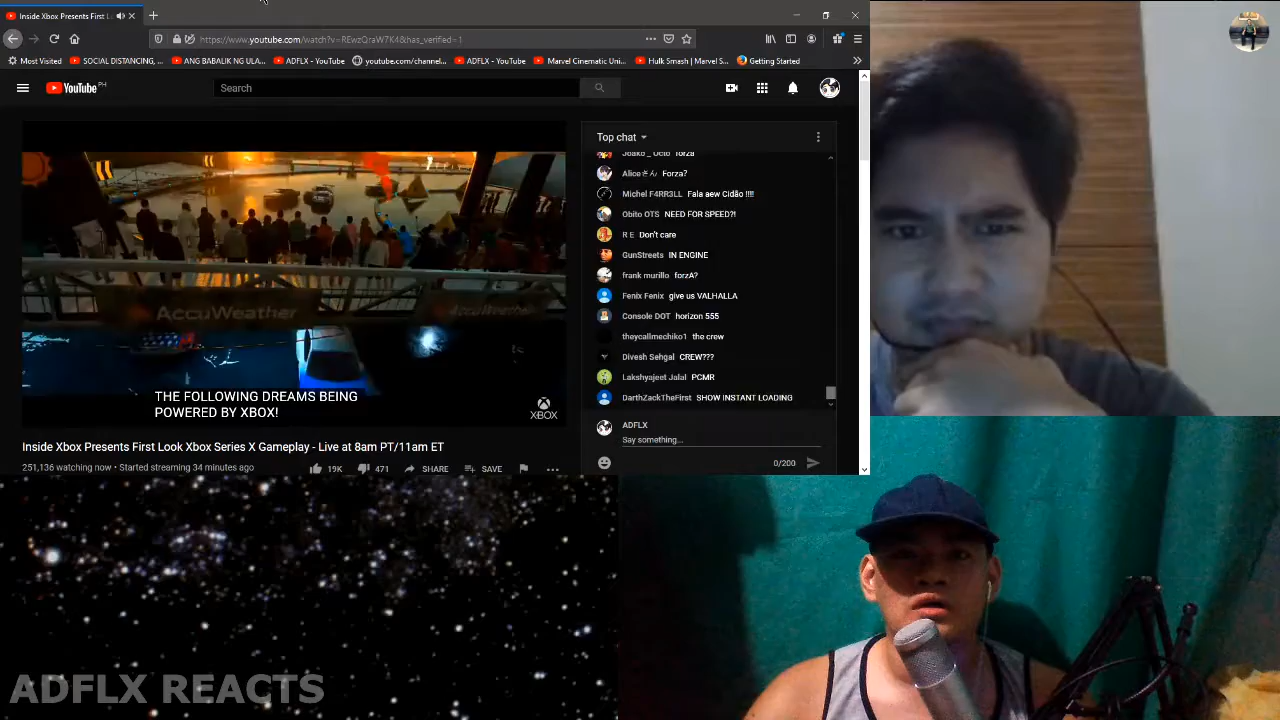 Inside Xbox Presents First Lo
https://www.youtube.com/watch?v=REwzQraW7K4&has_verified=1
Most Visited
SOCIAL DISTANCING, ...
ANG BABALIK NG ULA...
ADFLX - YouTube
youtube.com/channel...
ADFLX - YouTube
Marvel Cinematic Uni...
Hulk Smash | Marvel S...
Getting Started
YouTube PH
Search
Top chat
Alice Forza?
Michel F4RR3LL Fala aew Cidão !!!!
Obito OTS NEED FOR SPEED?!
R E Don't care
GunStreets IN ENGINE
frank murillo forzA?
Fenix Fenix give us VALHALLA
Console DOT horizon 555
theycallmechiko1 the crew
Divesh Sehgal CREW???
Lakshyajeet Jalal PCMR
DarthZackTheFirst SHOW INSTANT LOADING
ADFLX
Say something...
0/200
AccuWeather
THE FOLLOWING DREAMS BEING
POWERED BY XBOX!
XBOX
Inside Xbox Presents First Look Xbox Series X Gameplay - Live at 8am PT/11am ET
251,136 watching now • Started streaming 34 minutes ago
19K
471
SHARE
SAVE
ADFLX REACTS